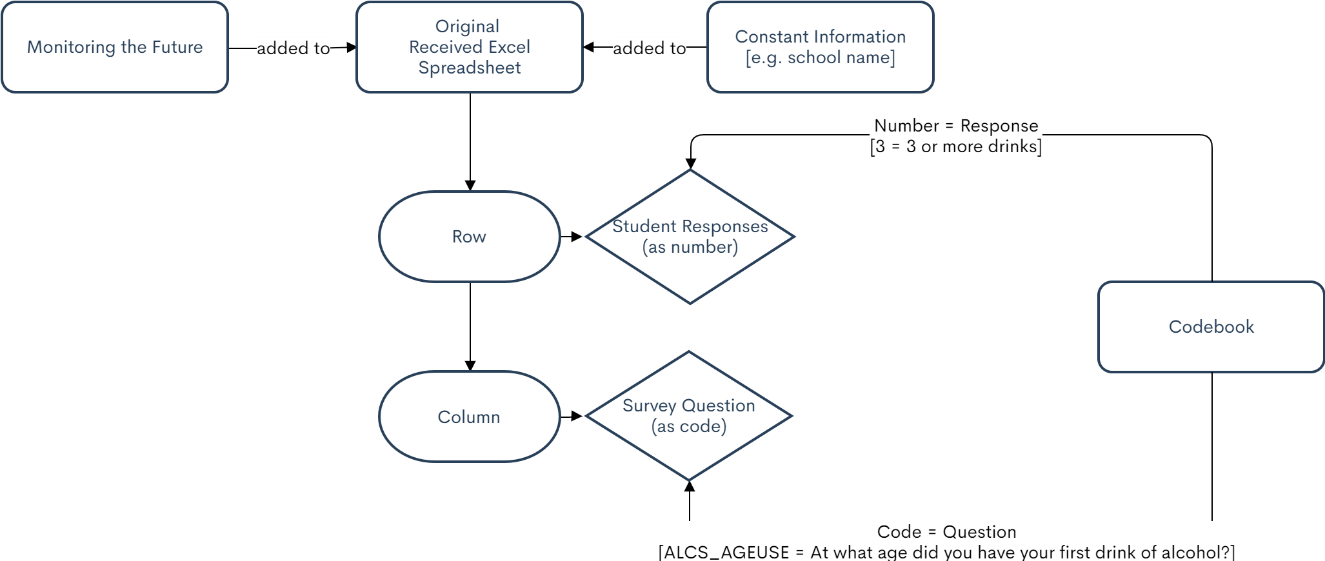 Monitoring the Future
added to
Original
Received Excel
Spreadsheet
added to
Constant Information
[e.g. school name]
Number = Response
[3 = 3 or more drinks]
Row
Student Responses
(as number)
Codebook
Column
Survey Question
(as code)
Code = Question
[ALCS_AGEUSE = At what age did you have your first drink of alcohol?]